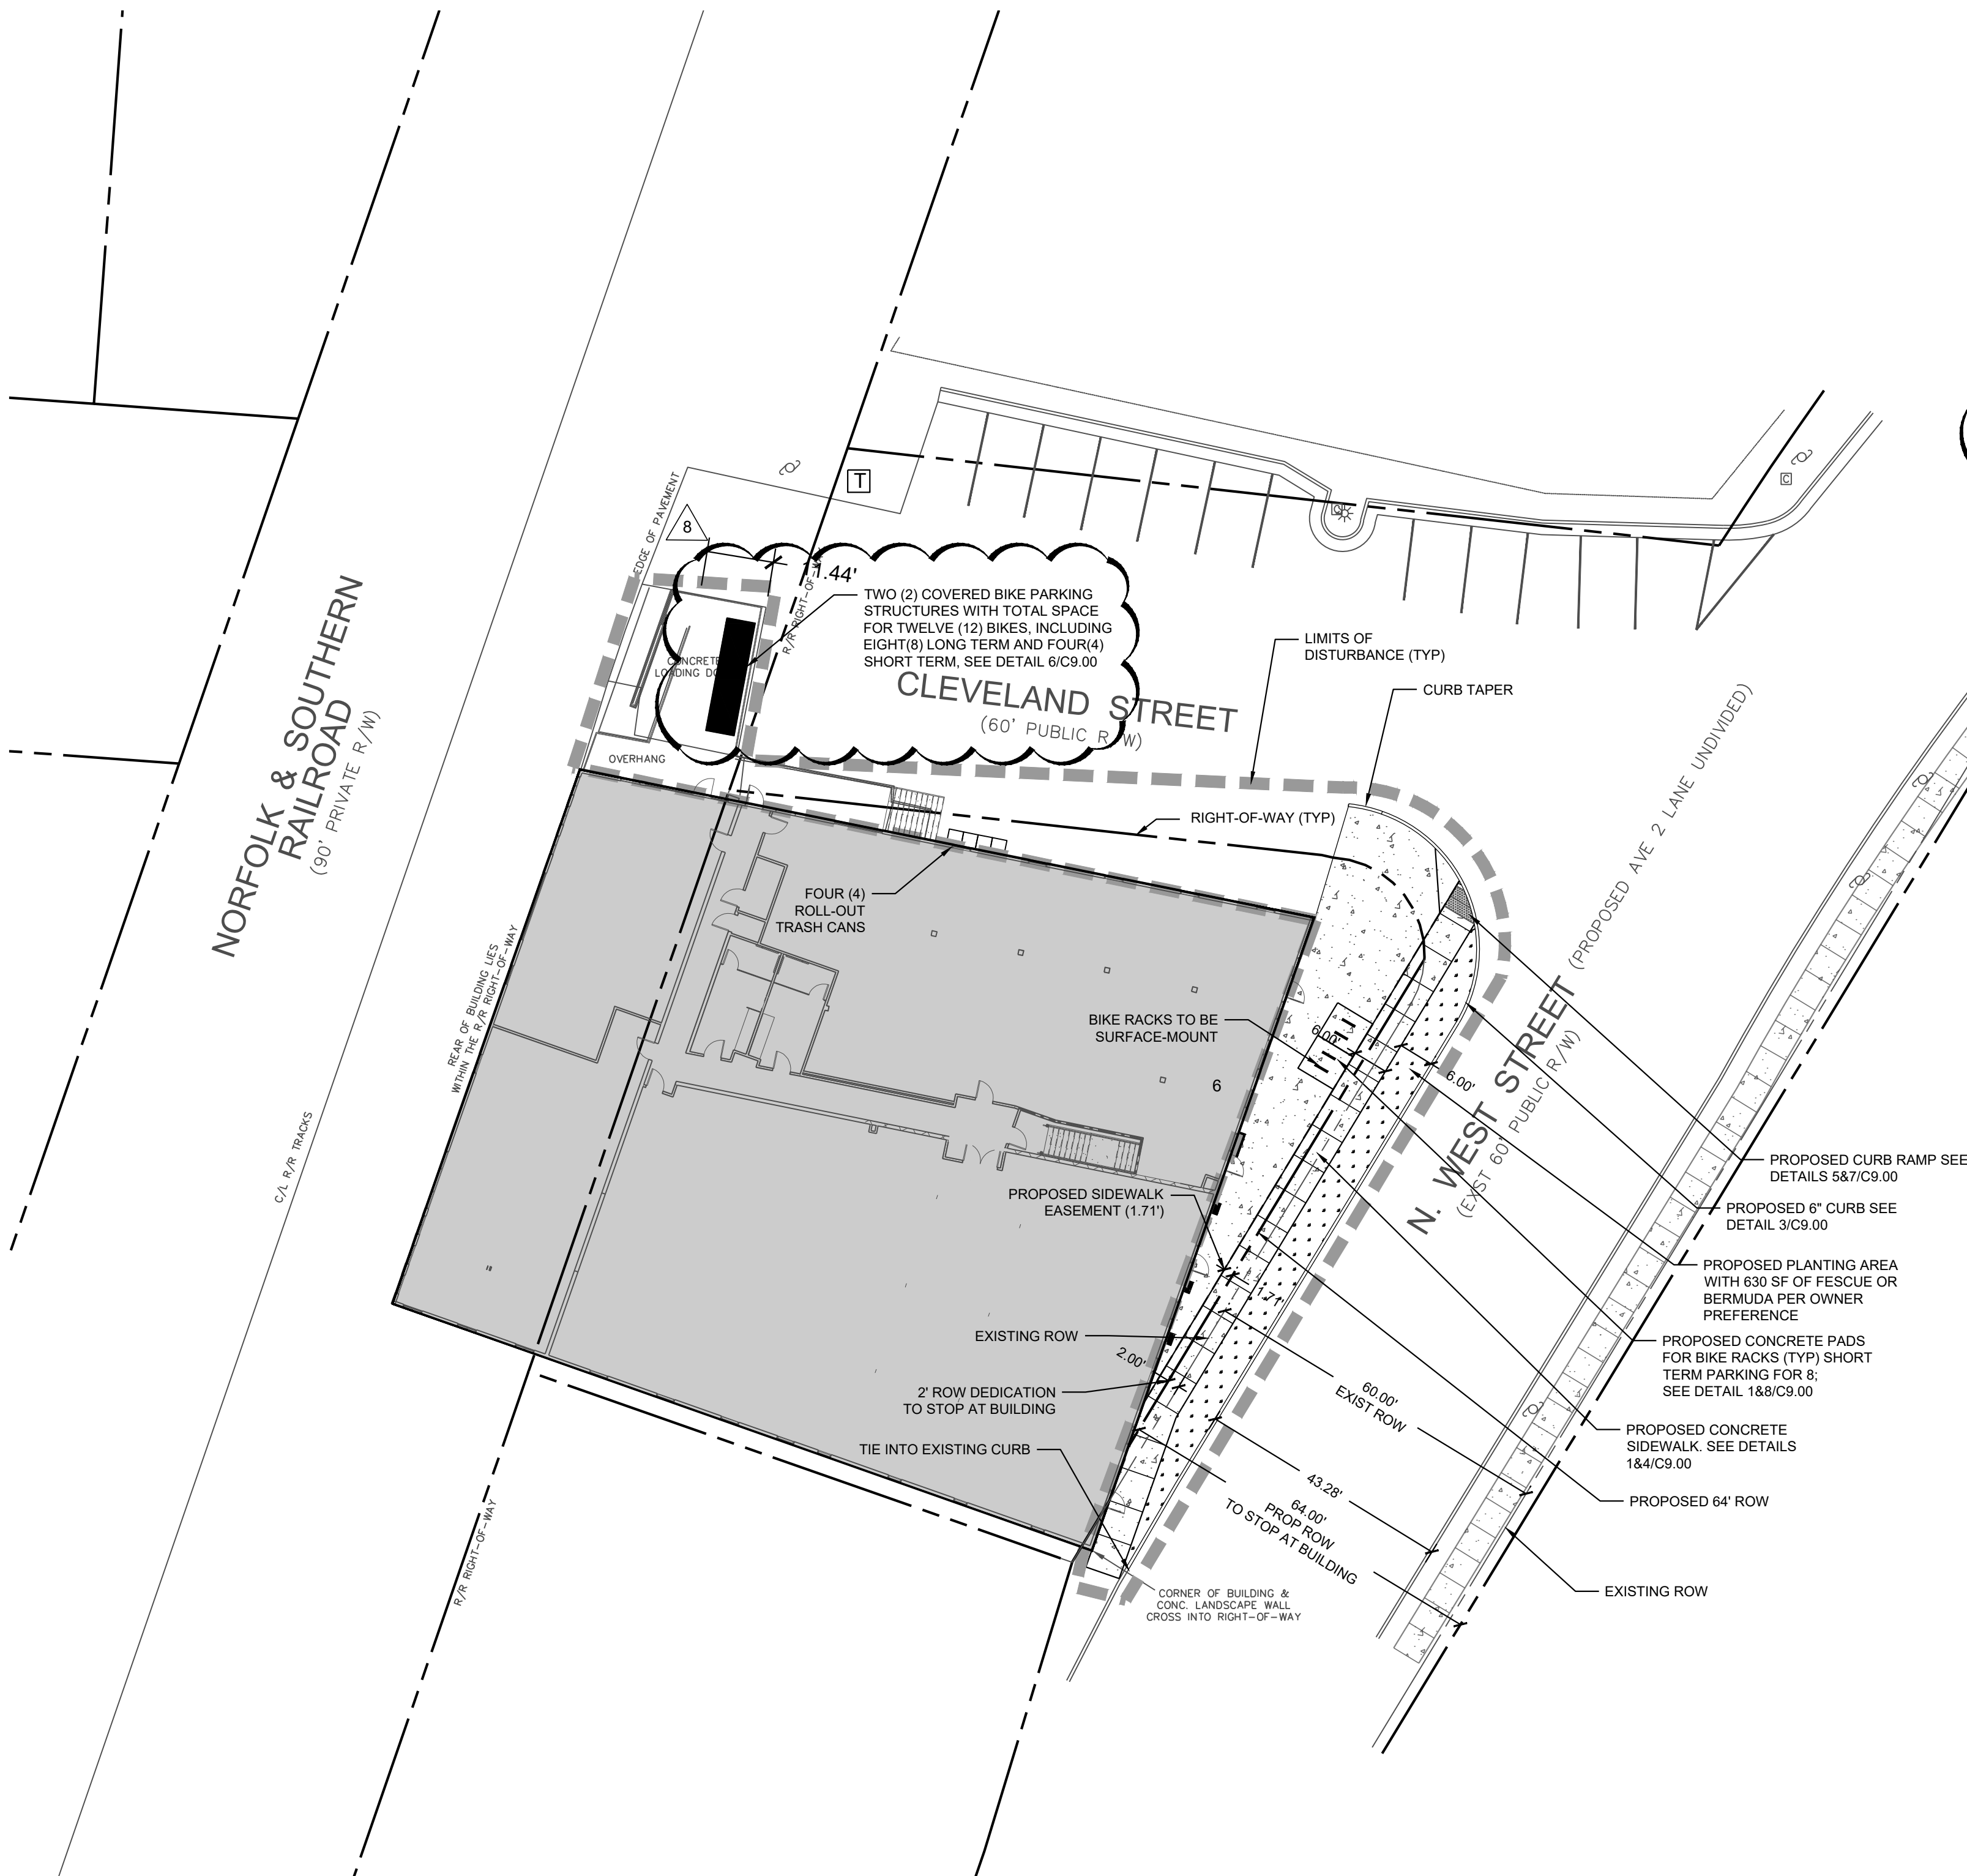 EDGE OF PAVEMENT
T
C
8
.44'
R/R RIGHT-OF-WAY
TWO (2) COVERED BIKE PARKING
STRUCTURES WITH TOTAL SPACE
FOR TWELVE (12) BIKES, INCLUDING
EIGHT(8) LONG TERM AND FOUR(4)
SHORT TERM, SEE DETAIL 6/C9.00
CONCRETE
LOADING
OVERHANG
CLEVELAND STREET
(60' PUBLIC R/W)
LIMITS OF
DISTURBANCE (TYP)
CURB TAPER
RIGHT-OF-WAY (TYP)
NORFOLK & SOUTHERN
RAILROAD
(90' PRIVATE R/W)
FOUR (4)
ROLL-OUT
TRASH CANS
REAR OF BUILDING LIES
WITHIN THE R/R RIGHT-OF-WAY
C/L R/R TRACKS
BIKE RACKS TO BE
SURFACE-MOUNT
6.00'
6.00'
6
N. WEST STREET (PROPOSED AVE 2 LANE UNDIVIDED)
(EXIST 60' PUBLIC R/W)
PROPOSED SIDEWALK
EASEMENT (1.71')
1.71'
EXISTING ROW
2.00'
2' ROW DEDICATION
TO STOP AT BUILDING
TIE INTO EXISTING CURB
60.00'
EXIST ROW
43.28'
64.00'
PROP ROW
TO STOP AT BUILDING
PROPOSED CURB RAMP SEE
DETAILS 5&7/C9.00
PROPOSED 6" CURB SEE
DETAIL 3/C9.00
PROPOSED PLANTING AREA
WITH 630 SF OF FESCUE OR
BERMUDA PER OWNER
PREFERENCE
PROPOSED CONCRETE PADS
FOR BIKE RACKS (TYP) SHORT
TERM PARKING FOR 8;
SEE DETAIL 1&8/C9.00
PROPOSED CONCRETE
SIDEWALK. SEE DETAILS
1&4/C9.00
PROPOSED 64' ROW
EXISTING ROW
CORNER OF BUILDING &
CONC. LANDSCAPE WALL
CROSS INTO RIGHT-OF-WAY
R/R RIGHT-OF-WAY